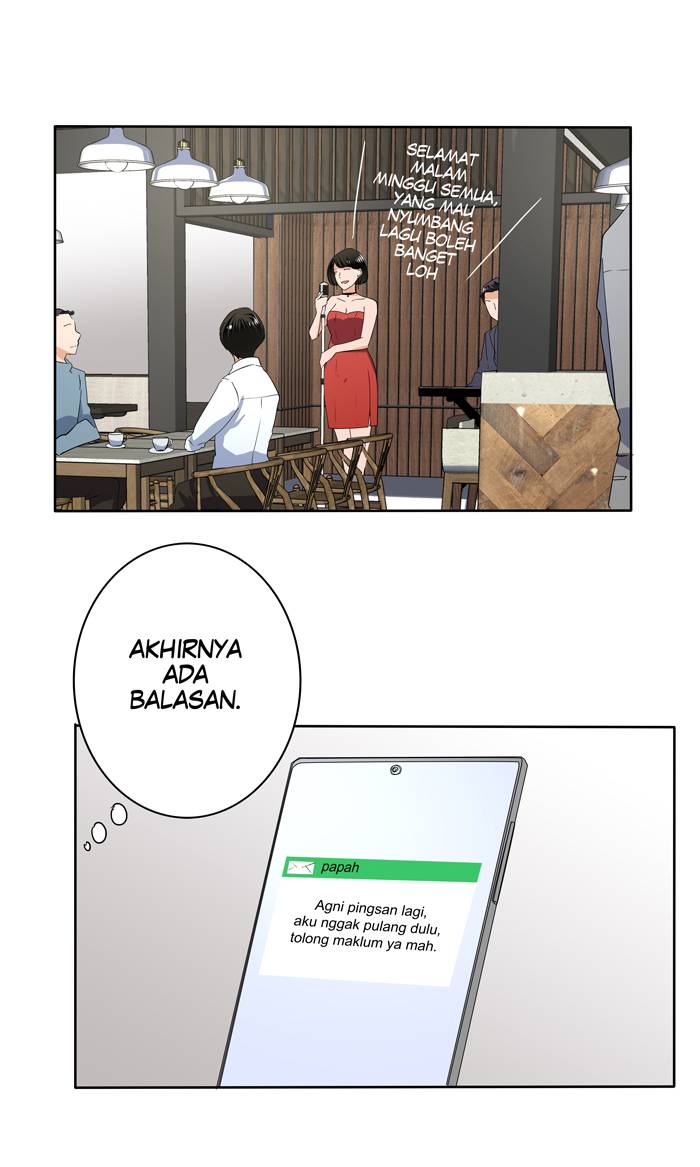 SELAMAT
MALAM
MINGGU SEMUA,
YANG MAU
NYUMBANG
LAGU BOLEH
BANGET
LOH
AKHIRNYA
ADA
BALASAN.
papah
Agni pingsan lagi,
aku nggak pulang dulu,
tolong maklum ya mah.